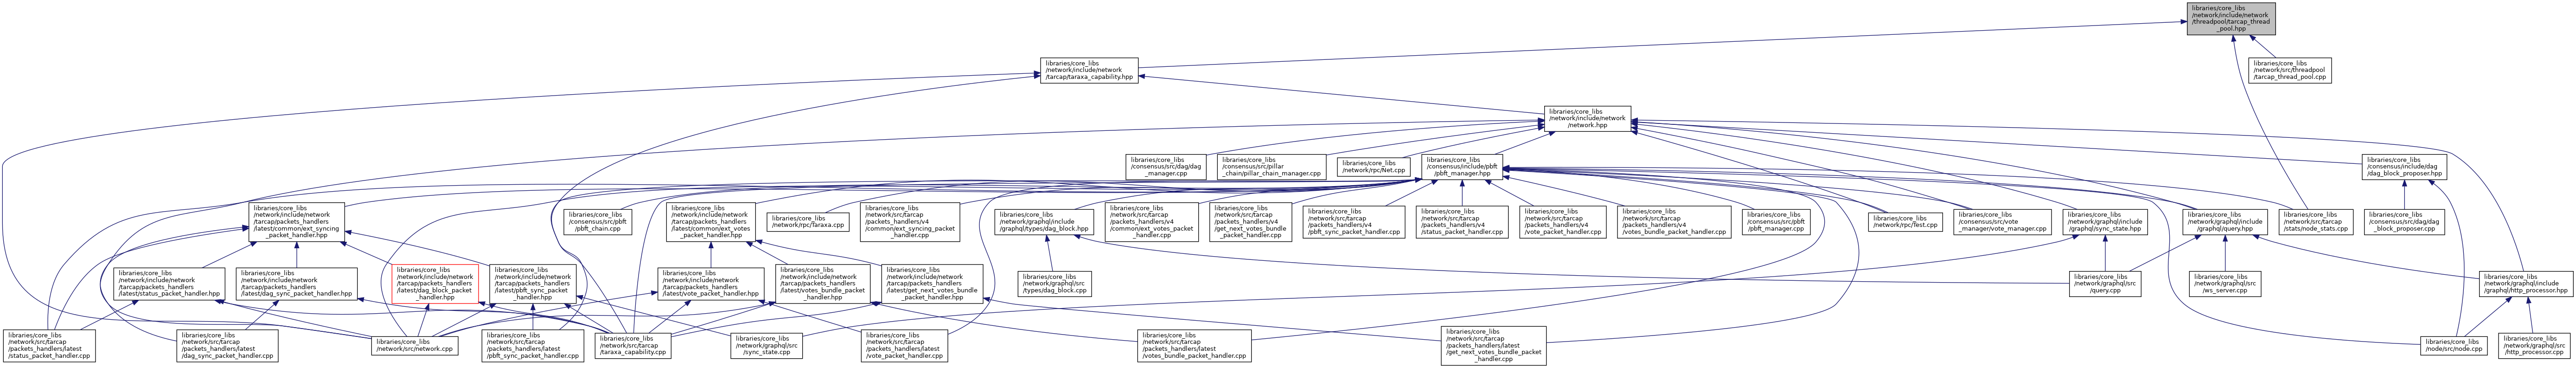 libraries/core_libs
/network/include/network
/threadpool/tarcap_thread
_pool.hpp
libraries/core_libs
/network/include/network
/tarcap/taraxa_capability.hpp
libraries/core_libs
/network/src/threadpool
/tarcap_thread_pool.cpp
libraries/core_libs
/network/include/network
/network.hpp
libraries/core_libs
/consensus/src/dag/dag
_manager.cpp
libraries/core_libs
/consensus/src/pillar
_chain/pillar_chain_manager.cpp
libraries/core_libs
/network/rpc/Net.cpp
libraries/core_libs
/consensus/include/pbft
/pbft_manager.hpp
libraries/core_libs
/consensus/include/dag
/dag_block_proposer.hpp
libraries/core_libs
/network/include/network
/tarcap/packets_handlers
/latest/common/ext_syncing
_packet_handler.hpp
libraries/core_libs
/consensus/src/pbft
/pbft_chain.cpp
libraries/core_libs
/network/include/network
/tarcap/packets_handlers
/latest/common/ext_votes
_packet_handler.hpp
libraries/core_libs
/network/rpc/Taraxa.cpp
libraries/core_libs
/network/src/tarcap
/packets_handlers/v4
/common/ext_syncing_packet
_handler.cpp
libraries/core_libs
/network/graphql/include
/graphql/types/dag_block.hpp
libraries/core_libs
/network/src/tarcap
/packets_handlers/v4
/common/ext_votes_packet
_handler.cpp
libraries/core_libs
/network/src/tarcap
/packets_handlers/v4
/get_next_votes_bundle
_packet_handler.cpp
libraries/core_libs
/network/src/tarcap
/packets_handlers/v4
/pbft_sync_packet_handler.cpp
libraries/core_libs
/network/src/tarcap
/packets_handlers/v4
/status_packet_handler.cpp
libraries/core_libs
/network/src/tarcap
/packets_handlers/v4
/vote_packet_handler.cpp
libraries/core_libs
/network/src/tarcap
/packets_handlers/v4
/votes_bundle_packet_handler.cpp
libraries/core_libs
/consensus/src/pbft
/pbft_manager.cpp
libraries/core_libs
/network/rpc/Test.cpp
libraries/core_libs
/consensus/src/vote
_manager/vote_manager.cpp
libraries/core_libs
/network/graphql/include
/graphql/sync_state.hpp
libraries/core_libs
/network/graphql/include
/graphql/query.hpp
libraries/core_libs
/network/src/tarcap
/stats/node_stats.cpp
libraries/core_libs
/consensus/src/dag/dag
_block_proposer.cpp
libraries/core_libs
/network/include/network
/tarcap/packets_handlers
/latest/status_packet_handler.hpp
libraries/core_libs
/network/include/network
/tarcap/packets_handlers
/latest/dag_sync_packet_handler.hpp
libraries/core_libs
/network/include/network
/tarcap/packets_handlers
/latest/dag_block_packet
_handler.hpp
libraries/core_libs
/network/include/network
/tarcap/packets_handlers
/latest/pbft_sync_packet
_handler.hpp
libraries/core_libs
/network/include/network
/tarcap/packets_handlers
/latest/vote_packet_handler.hpp
libraries/core_libs
/network/include/network
/tarcap/packets_handlers
/latest/votes_bundle_packet
_handler.hpp
libraries/core_libs
/network/include/network
/tarcap/packets_handlers
/latest/get_next_votes_bundle
_packet_handler.hpp
libraries/core_libs
/network/graphql/src
/types/dag_block.cpp
libraries/core_libs
/network/graphql/src
/query.cpp
libraries/core_libs
/network/graphql/src
/ws_server.cpp
libraries/core_libs
/network/graphql/include
/graphql/http_processor.hpp
libraries/core_libs
/network/src/tarcap
/packets_handlers/latest
/status_packet_handler.cpp
libraries/core_libs
/network/src/tarcap
/packets_handlers/latest
/dag_sync_packet_handler.cpp
libraries/core_libs
/network/src/network.cpp
libraries/core_libs
/network/src/tarcap
/packets_handlers/latest
/pbft_sync_packet_handler.cpp
libraries/core_libs
/network/src/tarcap
/taraxa_capability.cpp
libraries/core_libs
/network/graphql/src
/sync_state.cpp
libraries/core_libs
/network/src/tarcap
/packets_handlers/latest
/vote_packet_handler.cpp
libraries/core_libs
/network/src/tarcap
/packets_handlers/latest
/votes_bundle_packet_handler.cpp
libraries/core_libs
/network/src/tarcap
/packets_handlers/latest
/get_next_votes_bundle_packet
_handler.cpp
libraries/core_libs
/node/src/node.cpp
libraries/core_libs
/network/graphql/src
/http_processor.cpp